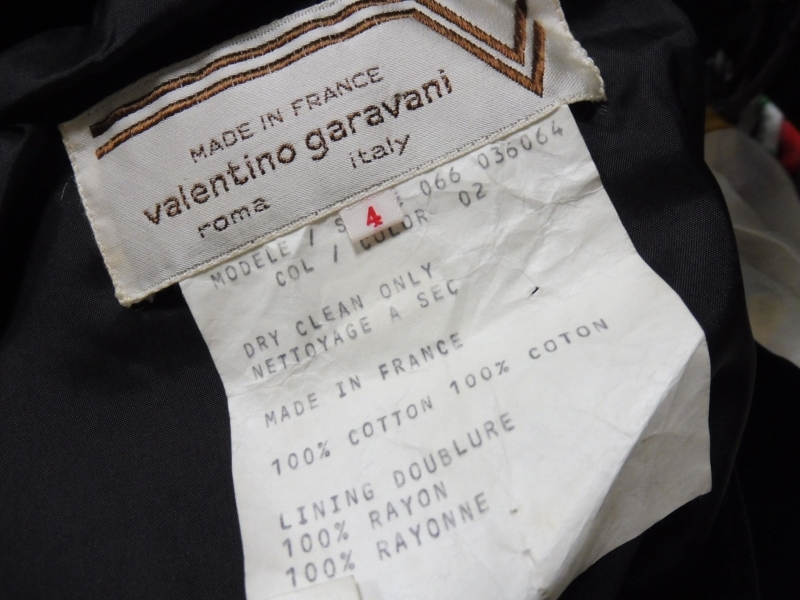 MADE IN FRANCE
valentino garavani
roma italy
4
MODELE / 066 036064
COL / COLOR 02
DRY CLEAN ONLY
NETTOYAGE A SEC
MADE IN FRANCE
100% COTTON 100% COTON
LINING DOUBLURE
100% RAYON
100% RAYONNE